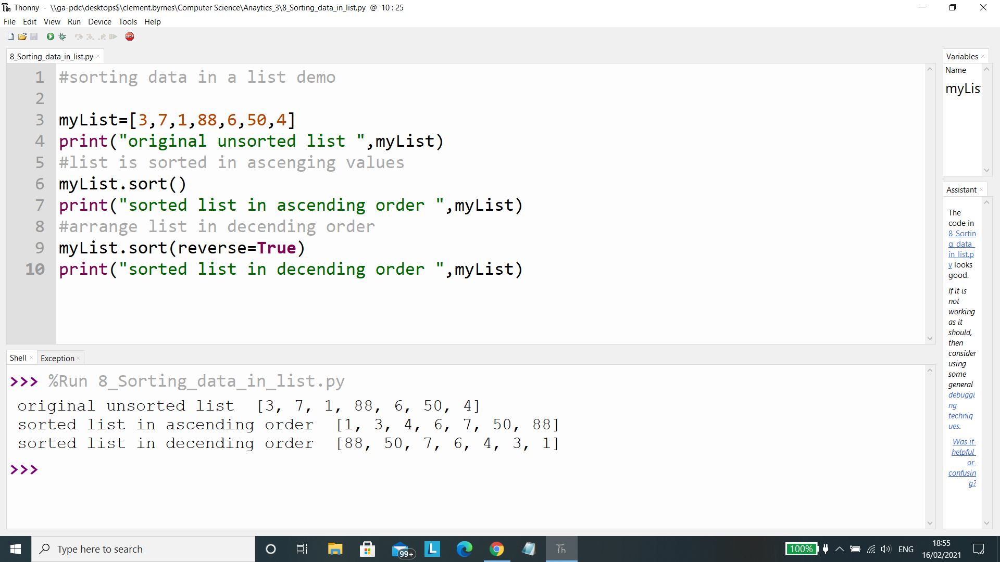 Thonny - \\ga-pdc\desktops$\clement.byrnes\Computer Science\Anaytics_3\8_Sorting_data_in_list.py @ 10 : 25
File Edit View Run Device Tools Help
STOP
8_Sorting_data_in_list.py
1 #sorting data in a list demo
2
3 myList=[3,7,1,88,6,50,4]
4 print("original unsorted list ",myList)
5 #list is sorted in ascenging values
6 myList.sort()
7 print("sorted list in ascending order ",myList)
8 #arrange list in decending order
9 myList.sort(reverse=True)
10 print("sorted list in decending order ",myList)
Shell
Exception
>>> %Run 8_Sorting_data_in_list.py
original unsorted list  [3, 7, 1, 88, 6, 50, 4]
sorted list in ascending order  [1, 3, 4, 6, 7, 50, 88]
sorted list in decending order  [88, 50, 7, 6, 4, 3, 1]
>>>
Variables
Name
myLis
Assistant
The
code in
8_Sortin
g_data_
in_list.p
y looks
good.
If it is
not
working
as it
should,
then
consider
using
some
general
debuggi
ng
techniq
ues.
Was it
helpful
or
confusin
g?
Type here to search
99+
L
Th
100%
ENG
18:55
16/02/2021